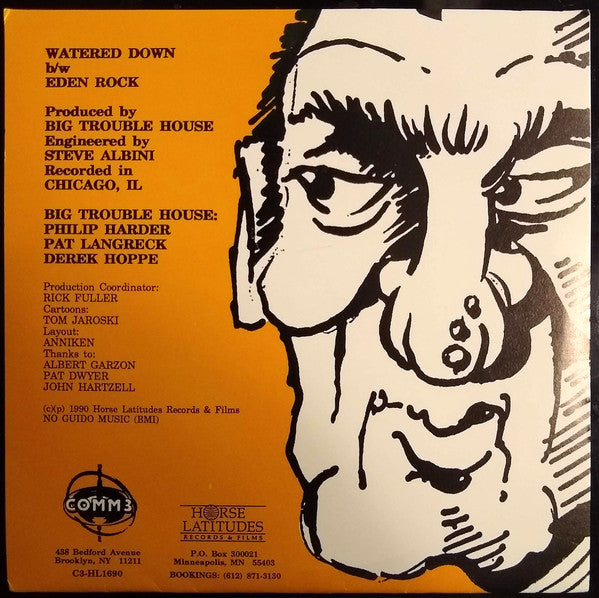 WATERED DOWN
b/w
EDEN ROCK
Produced by
BIG TROUBLE HOUSE
Engineered by
STEVE ALBINI
Recorded in
CHICAGO, IL
BIG TROUBLE HOUSE:
PHILIP HARDER
PAT LANGRECK
DEREK HOPPE
Production Coordinator:
RICK FULLER
Cartoons:
TOM JAROSKI
Layout:
ANNIKEN
Thanks to:
ALBERT GARZON
PAT DWYER
JOHN HARTZELL
(c)(p) 1990 Horse Latitudes Records & Films
NO GUIDO MUSIC (BMI)
COMM3
438 Bedford Avenue
Brooklyn, NY 11211
C3-HL1690
HORSE
LATITUDES
RECORDS & FILMS
P.O. Box 300021
Minneapolis, MN 55403
BOOKINGS: (612) 871-3130